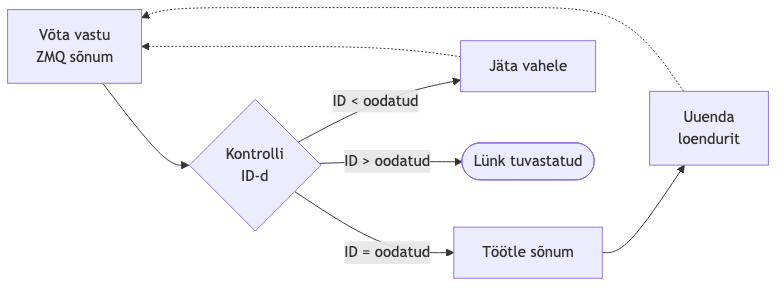 Võta vastu
ZMQ sõnum
Jäta vahele
ID < oodatud
Uuenda
loendurit
Kontrolli
ID-d
ID > oodatud
Lünk tuvastatud
ID = oodatud
Töötle sõnum